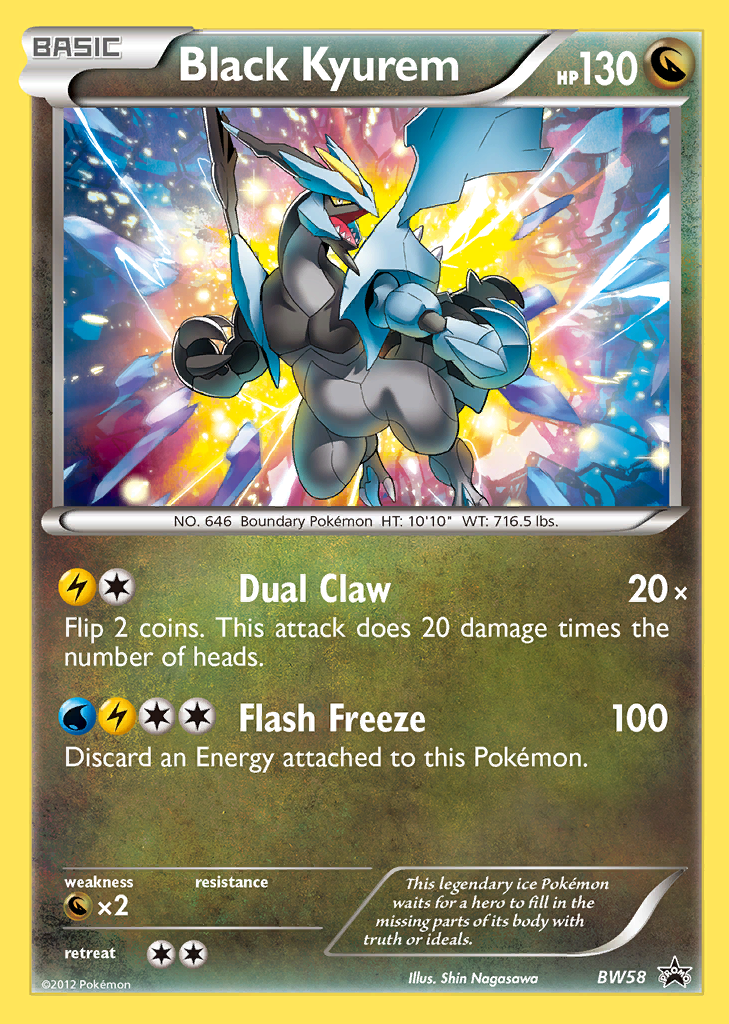 BASIC
Black Kyurem
HP130
NO. 646 Boundary Pokémon HT: 10'10" WT: 716.5 lbs.
Dual Claw 20×
Flip 2 coins. This attack does 20 damage times the
number of heads.
Flash Freeze 100
Discard an Energy attached to this Pokémon.
weakness resistance
×2
retreat
This legendary ice Pokémon
waits for a hero to fill in the
missing parts of its body with
truth or ideals.
©2012 Pokémon
Illus. Shin Nagasawa
BW58
PROMO